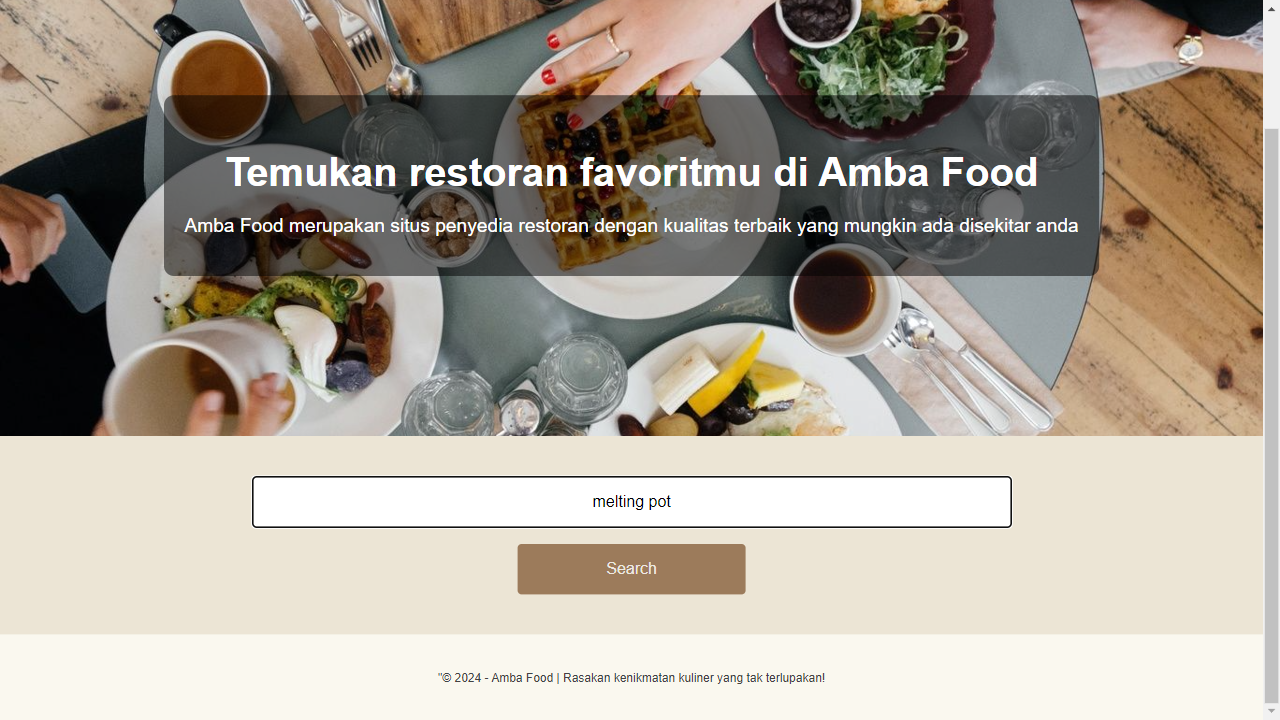 Temukan restoran favoritmu di Amba Food
Amba Food merupakan situs penyedia restoran dengan kualitas terbaik yang mungkin ada disekitar anda
melting pot
Search
"© 2024 - Amba Food | Rasakan kenikmatan kuliner yang tak terlupakan!